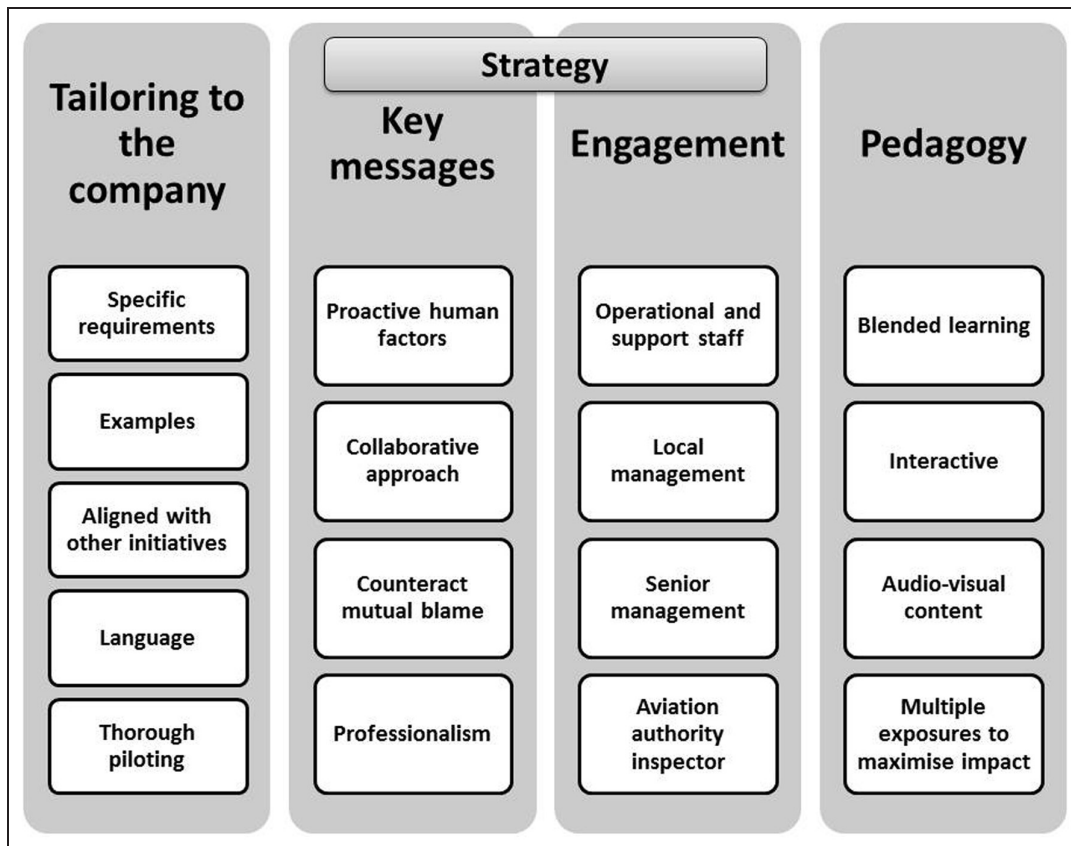 Strategy
Tailoring to
the
company
Specific
requirements
Examples
Aligned with
other initiatives
Language
Thorough
piloting
Key
messages
Proactive human
factors
Collaborative
approach
Counteract
mutual blame
Professionalism
Engagement
Operational and
support staff
Local
management
Senior
management
Aviation
authority
inspector
Pedagogy
Blended learning
Interactive
Audio-visual
content
Multiple
exposures to
maximise impact